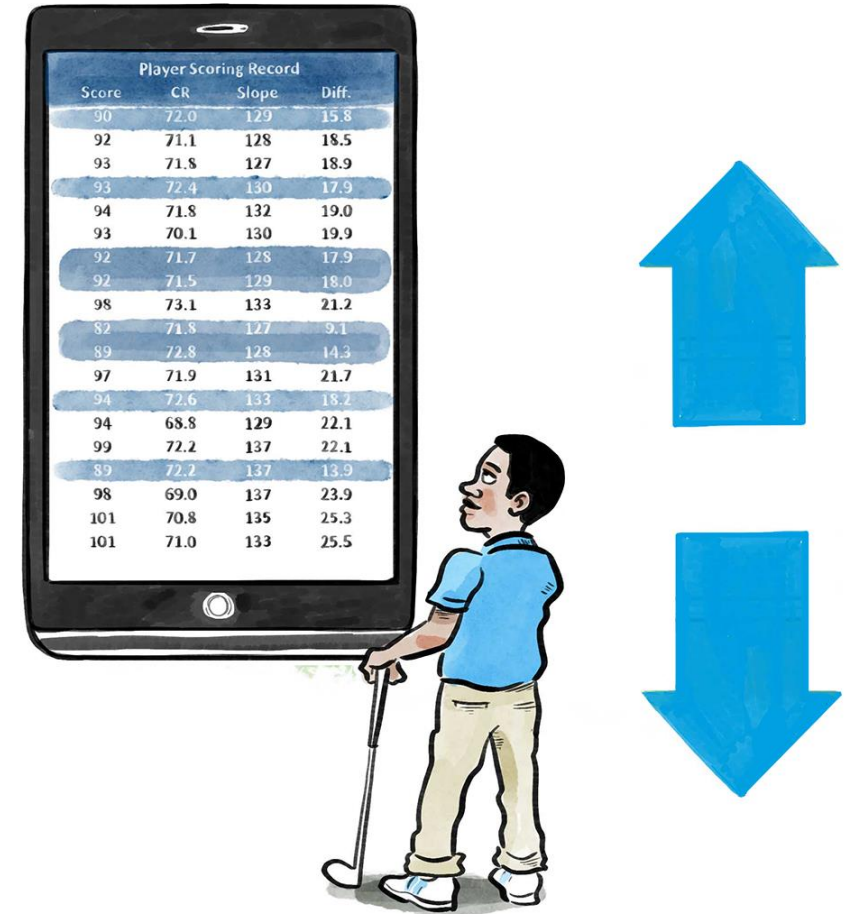 Player Scoring Record
Score CR Slope Diff.
90 72.0 129 15.8
92 71.1 128 18.5
93 71.8 127 18.9
93 72.4 130 17.9
94 71.8 132 19.0
93 70.1 130 19.9
92 71.7 128 17.9
92 71.5 129 18.0
98 73.1 133 21.2
82 71.8 127 9.1
89 72.8 128 14.3
97 71.9 131 21.7
94 72.6 133 18.2
94 68.8 129 22.1
99 72.2 137 22.1
89 72.2 137 13.9
98 69.0 137 23.9
101 70.8 135 25.3
101 71.0 133 25.5